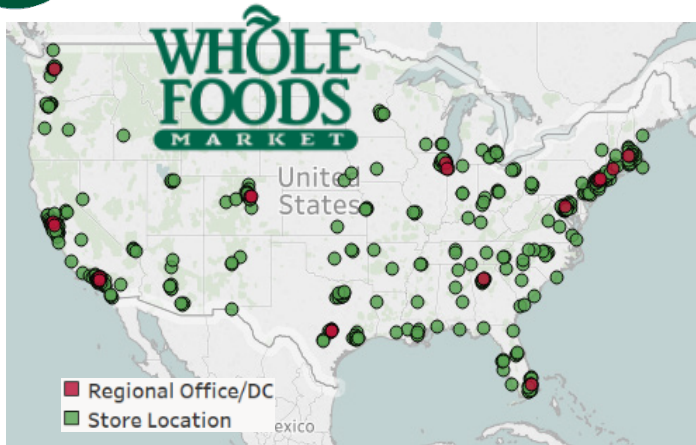 WHOLE
FOODS
MARKET
United
States
Regional Office/DC
Store Location
exico